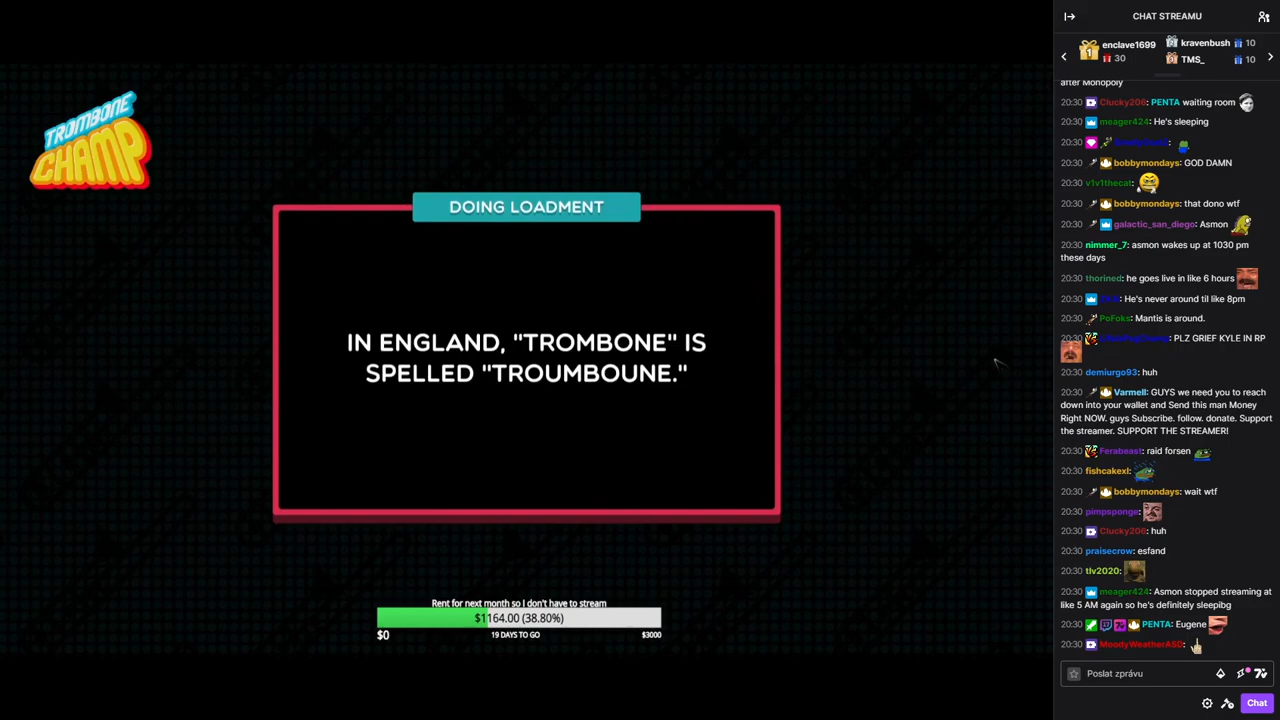 TROMBONE
CHAMP
DOING LOADMENT
IN ENGLAND, "TROMBONE" IS
SPELLED "TROUMBOUNE."
Rent for next month so I don't have to stream
$1164.00 (38.80%)
$0
19 DAYS TO GO
$3000
CHAT STREAMU
enclave1699
30
kravenbush 10
TMS_ 10
after Monopoly
20:30 Clucky206: PENTA waiting room
20:30 meager424: He's sleeping
20:30
20:30 bobbymondays: GOD DAMN
20:30 v1v1thecat:
20:30 bobbymondays: that dono wtf
20:30 galactic_san_diego: Asmon
20:30 nimmer_7: asmon wakes up at 1030 pm
these days
20:30 thorined: he goes live in like 6 hours
20:30 He's never around til like 8pm
20:30 PoFoks: Mantis is around.
20:30 PLZ GRIEF KYLE IN RP
20:30 demiurgo93: huh
20:30 Varmell: GUYS we need you to reach
down into your wallet and Send this man Money
Right NOW. guys Subscribe. follow. donate. Support
the streamer. SUPPORT THE STREAMER!
20:30 Ferabeast: raid forsen
20:30 fishcakexl:
20:30 bobbymondays: wait wtf
20:30 pimpsponge:
20:30 Clucky206: huh
20:30 praisecrow: esfand
20:30 tlv2020:
20:30 meager424: Asmon stopped streaming at
like 5 AM again so he's definitely sleepibg
20:30 PENTA: Eugene
20:30 MoodyWeatherASD:
Poslat zprávu
Chat